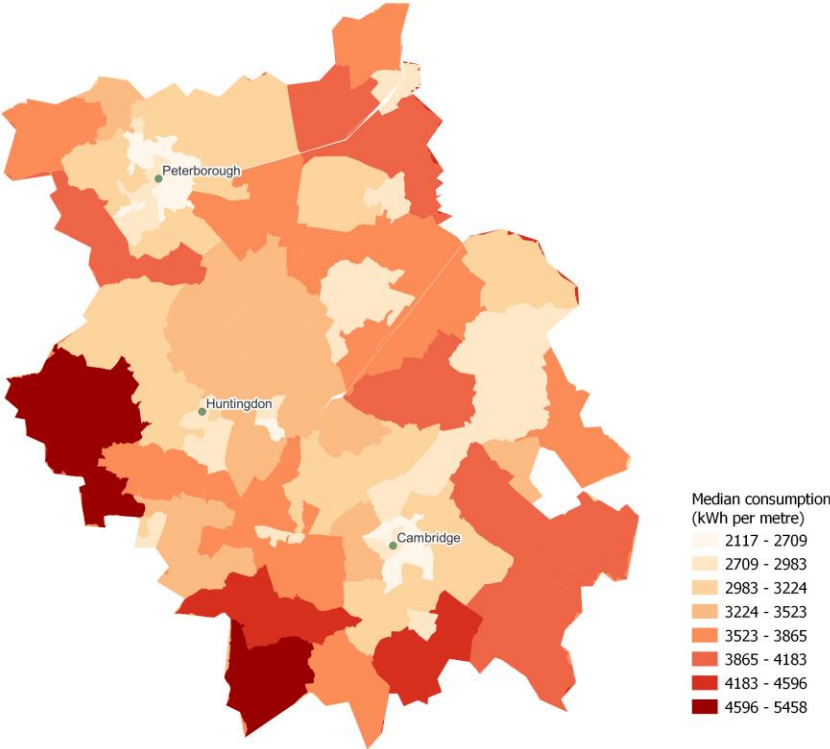 Peterborough
Huntingdon
Cambridge
Median consumption
(kWh per metre)
2117 - 2709
2709 - 2983
2983 - 3224
3224 - 3523
3523 - 3865
3865 - 4183
4183 - 4596
4596 - 5458